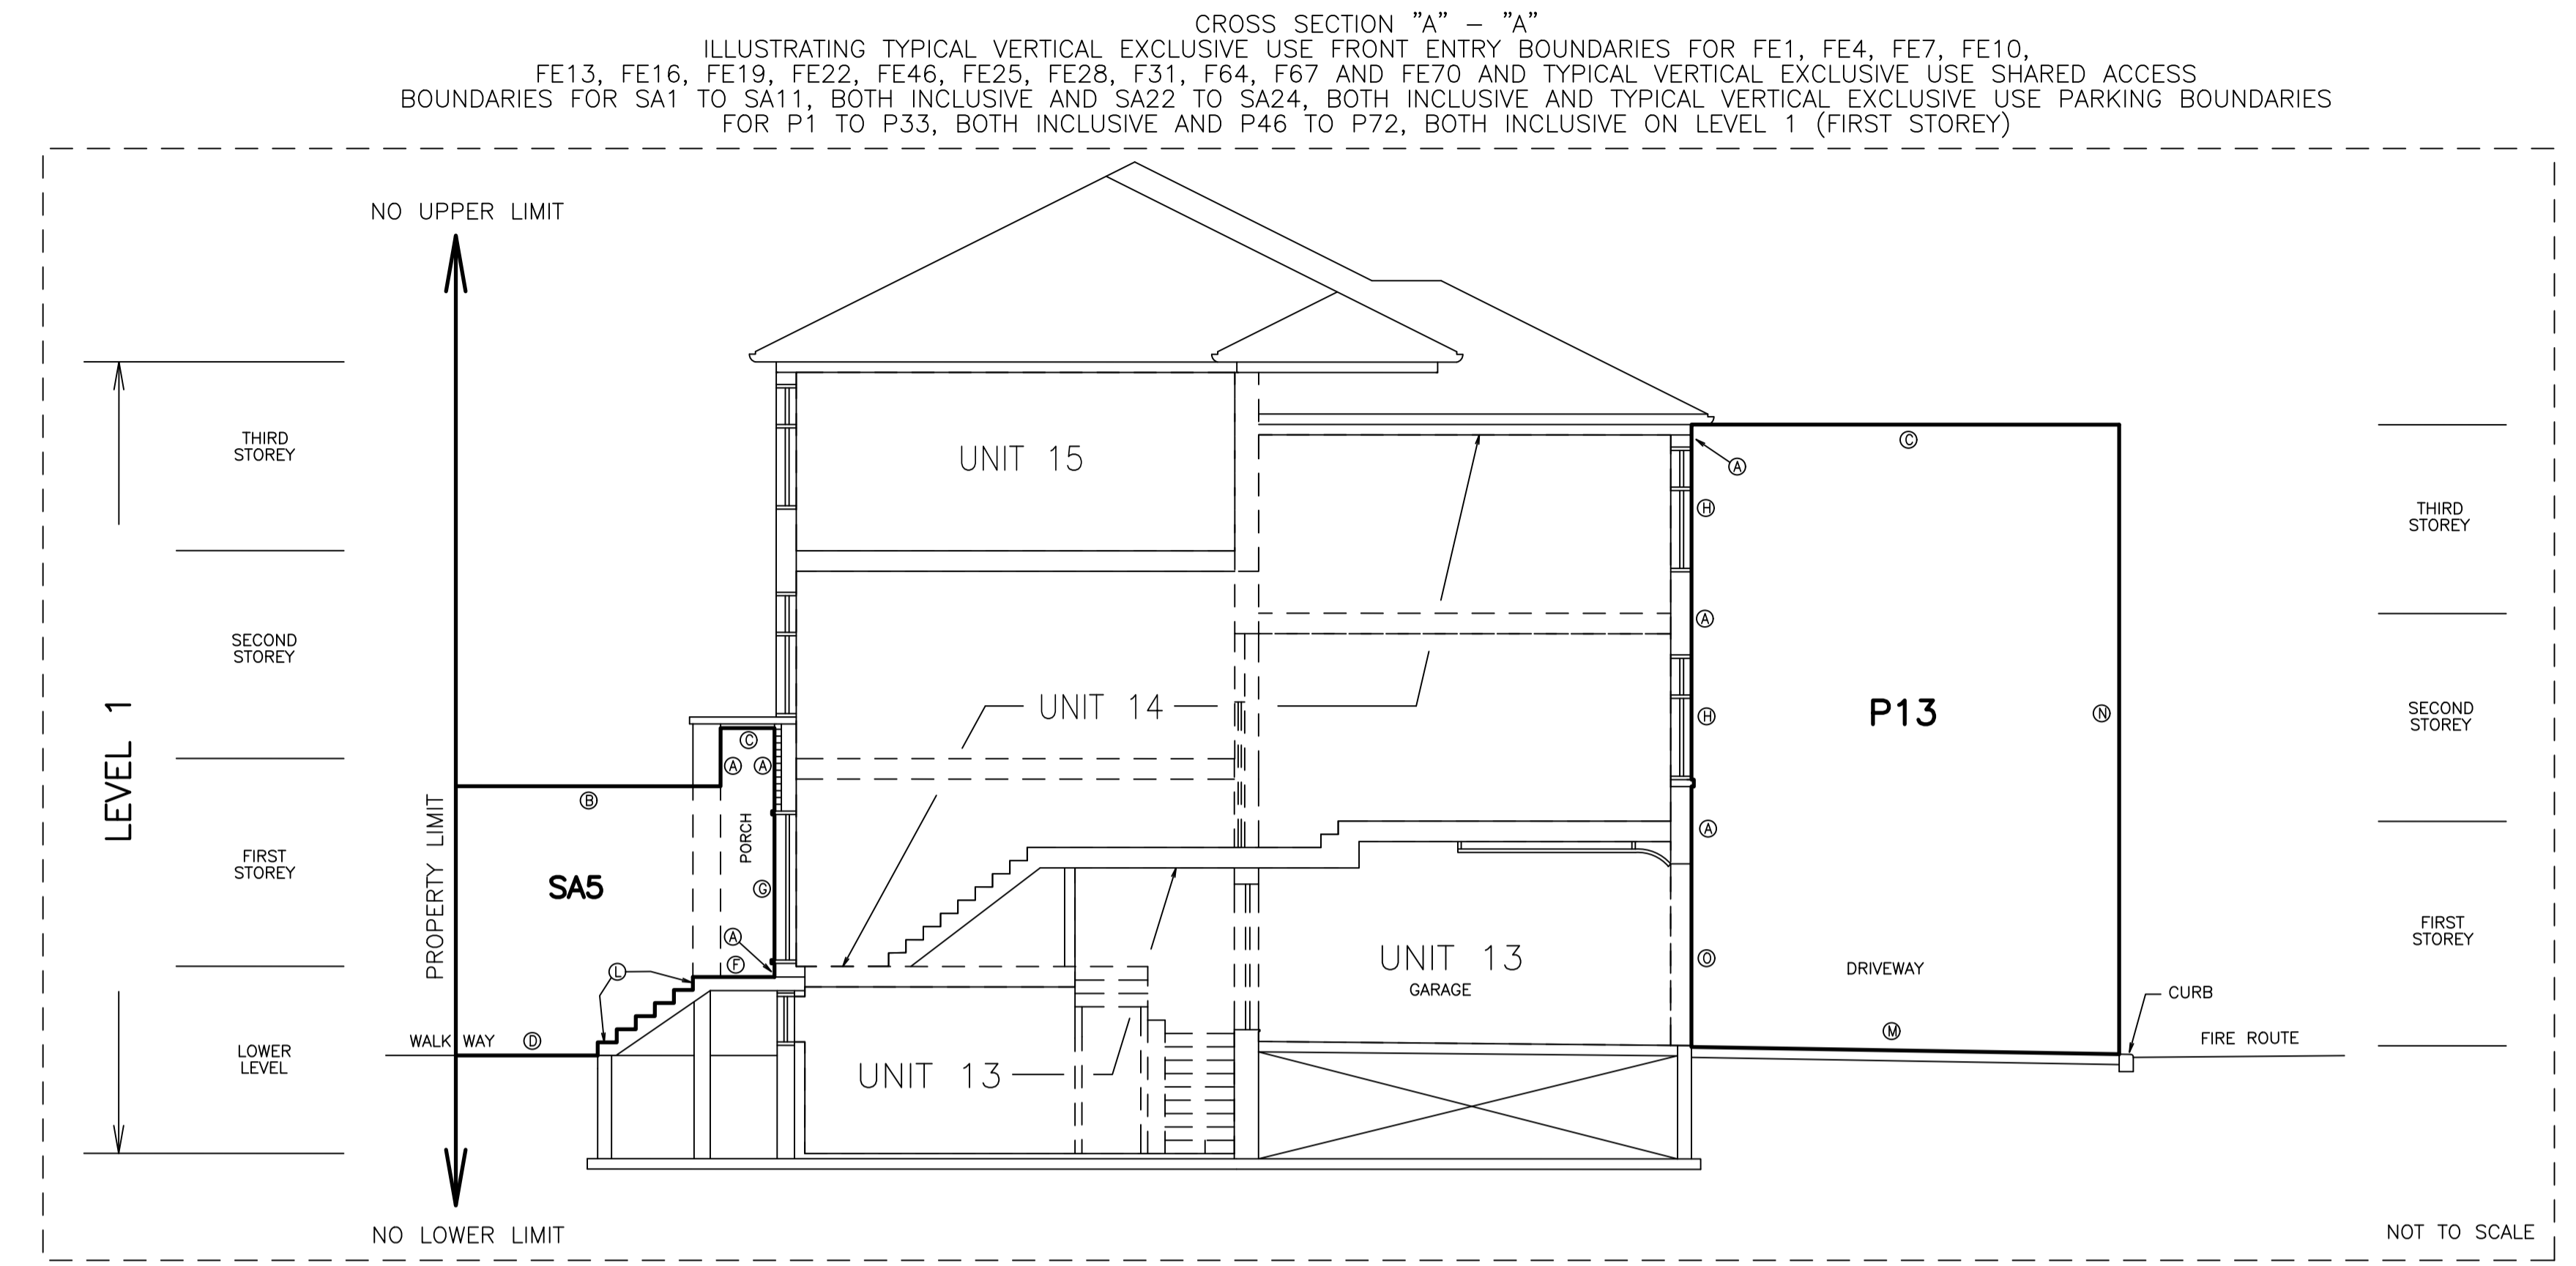 CROSS SECTION "A" – "A"
ILLUSTRATING TYPICAL VERTICAL EXCLUSIVE USE FRONT ENTRY BOUNDARIES FOR FE1, FE4, FE7, FE10,
FE13, FE16, FE19, FE22, FE46, FE25, FE28, F31, F64, F67 AND FE70 AND TYPICAL VERTICAL EXCLUSIVE USE SHARED ACCESS
BOUNDARIES FOR SA1 TO SA11, BOTH INCLUSIVE AND SA22 TO SA24, BOTH INCLUSIVE AND TYPICAL VERTICAL EXCLUSIVE USE PARKING BOUNDARIES
FOR P1 TO P33, BOTH INCLUSIVE AND P46 TO P72, BOTH INCLUSIVE ON LEVEL 1 (FIRST STOREY)
NO UPPER LIMIT
LEVEL 1
THIRD
STOREY
SECOND
STOREY
FIRST
STOREY
LOWER
LEVEL
PROPERTY LIMIT
B
SA5
WALK WAY
D
L
C
A
A
PORCH
G
A
F
NO LOWER LIMIT
UNIT 15
UNIT 14
UNIT 13
GARAGE
UNIT 13
C
A
H
A
H
P13
N
A
O
DRIVEWAY
M
CURB
FIRE ROUTE
THIRD
STOREY
SECOND
STOREY
FIRST
STOREY
NOT TO SCALE